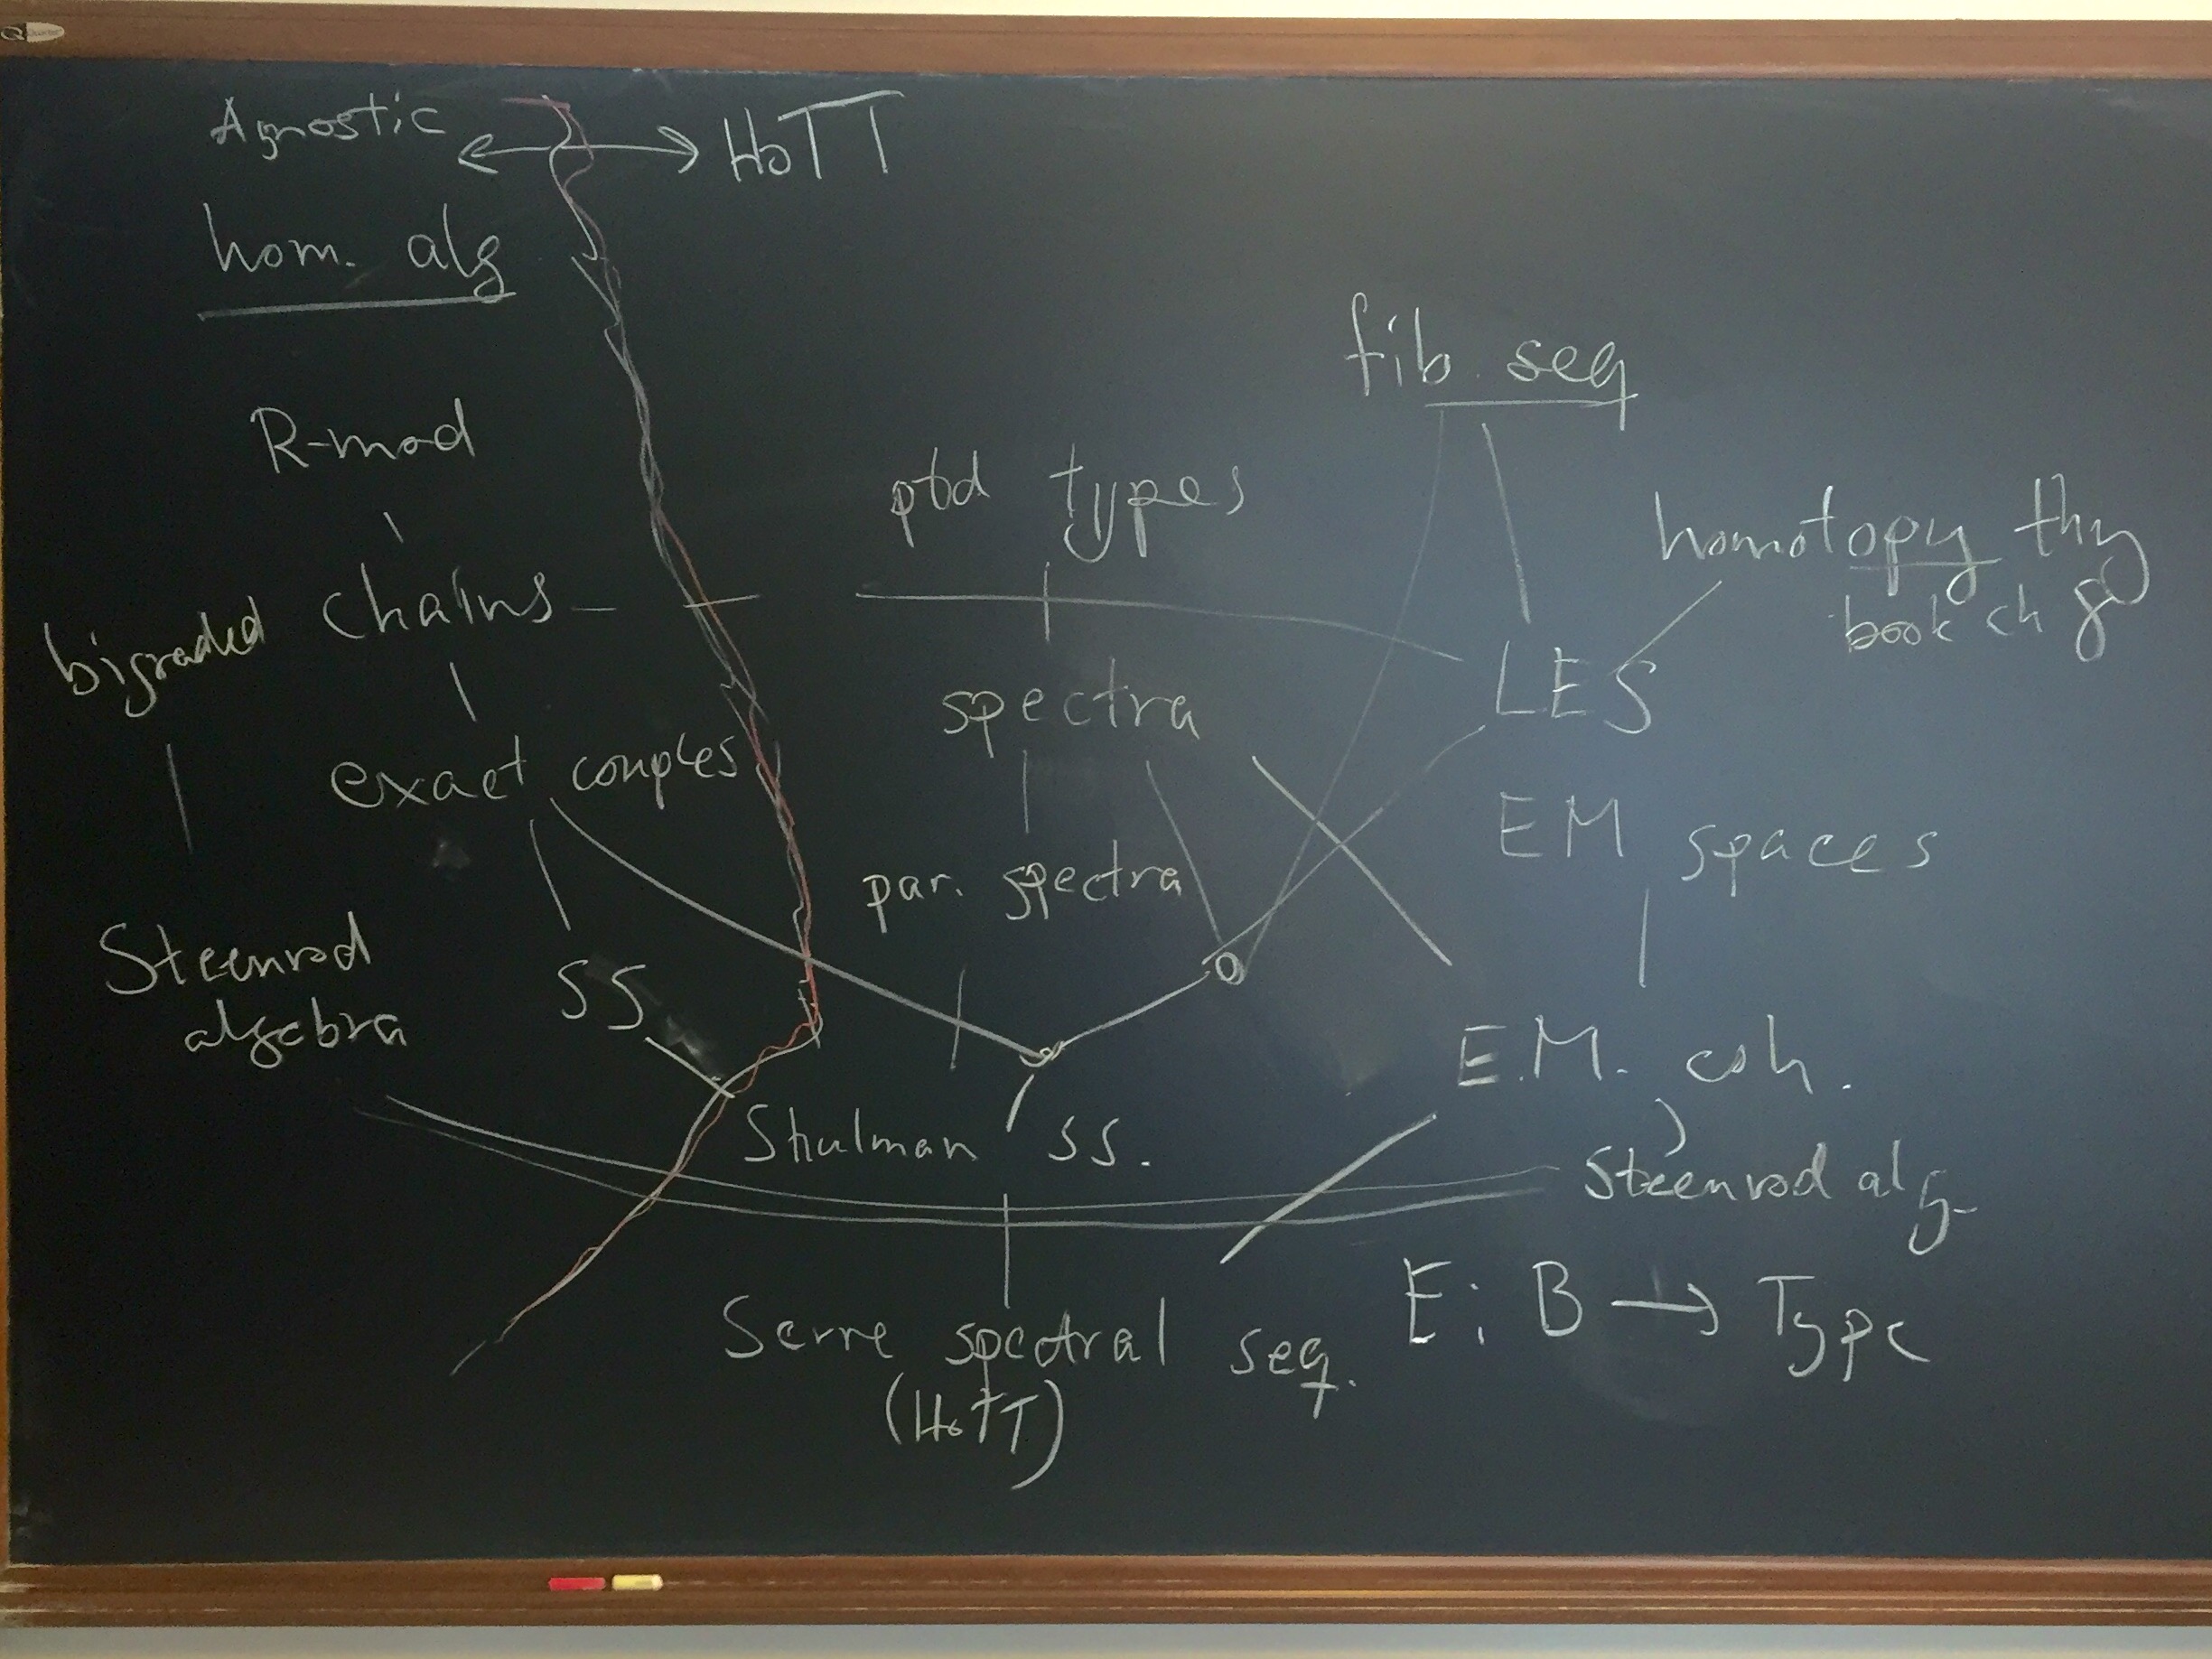 Agnostic
HoTT
hom. alg
fib. seq
R-mod
ptd types
homotopy thy
book ch 8
bigraded chains
spectra
LES
exact couples
EM spaces
par. spectra
Steenrod
algebra
SS
E.M. coh.
Shulman SS.
Steenrod alg
Serre spectral seq.
(HoTT)
E: B → Type